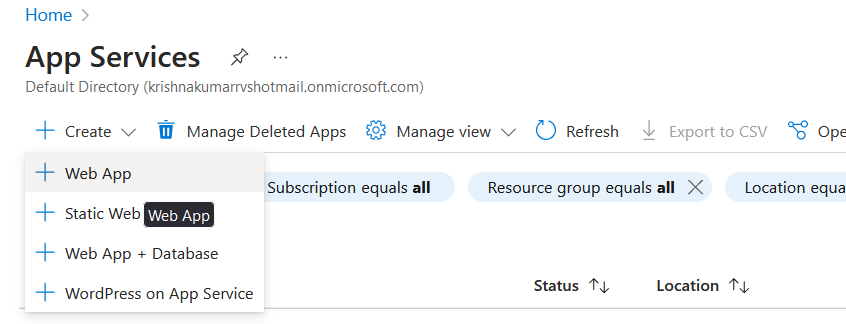 Home
App Services
Default Directory (krishnakumarrvshotmail.onmicrosoft.com)
Create Manage Deleted Apps Manage view Refresh Export to CSV Ope
Web App Subscription equals all Resource group equals all Location equa
Static Web Web App
Web App + Database
Status Location
WordPress on App Service